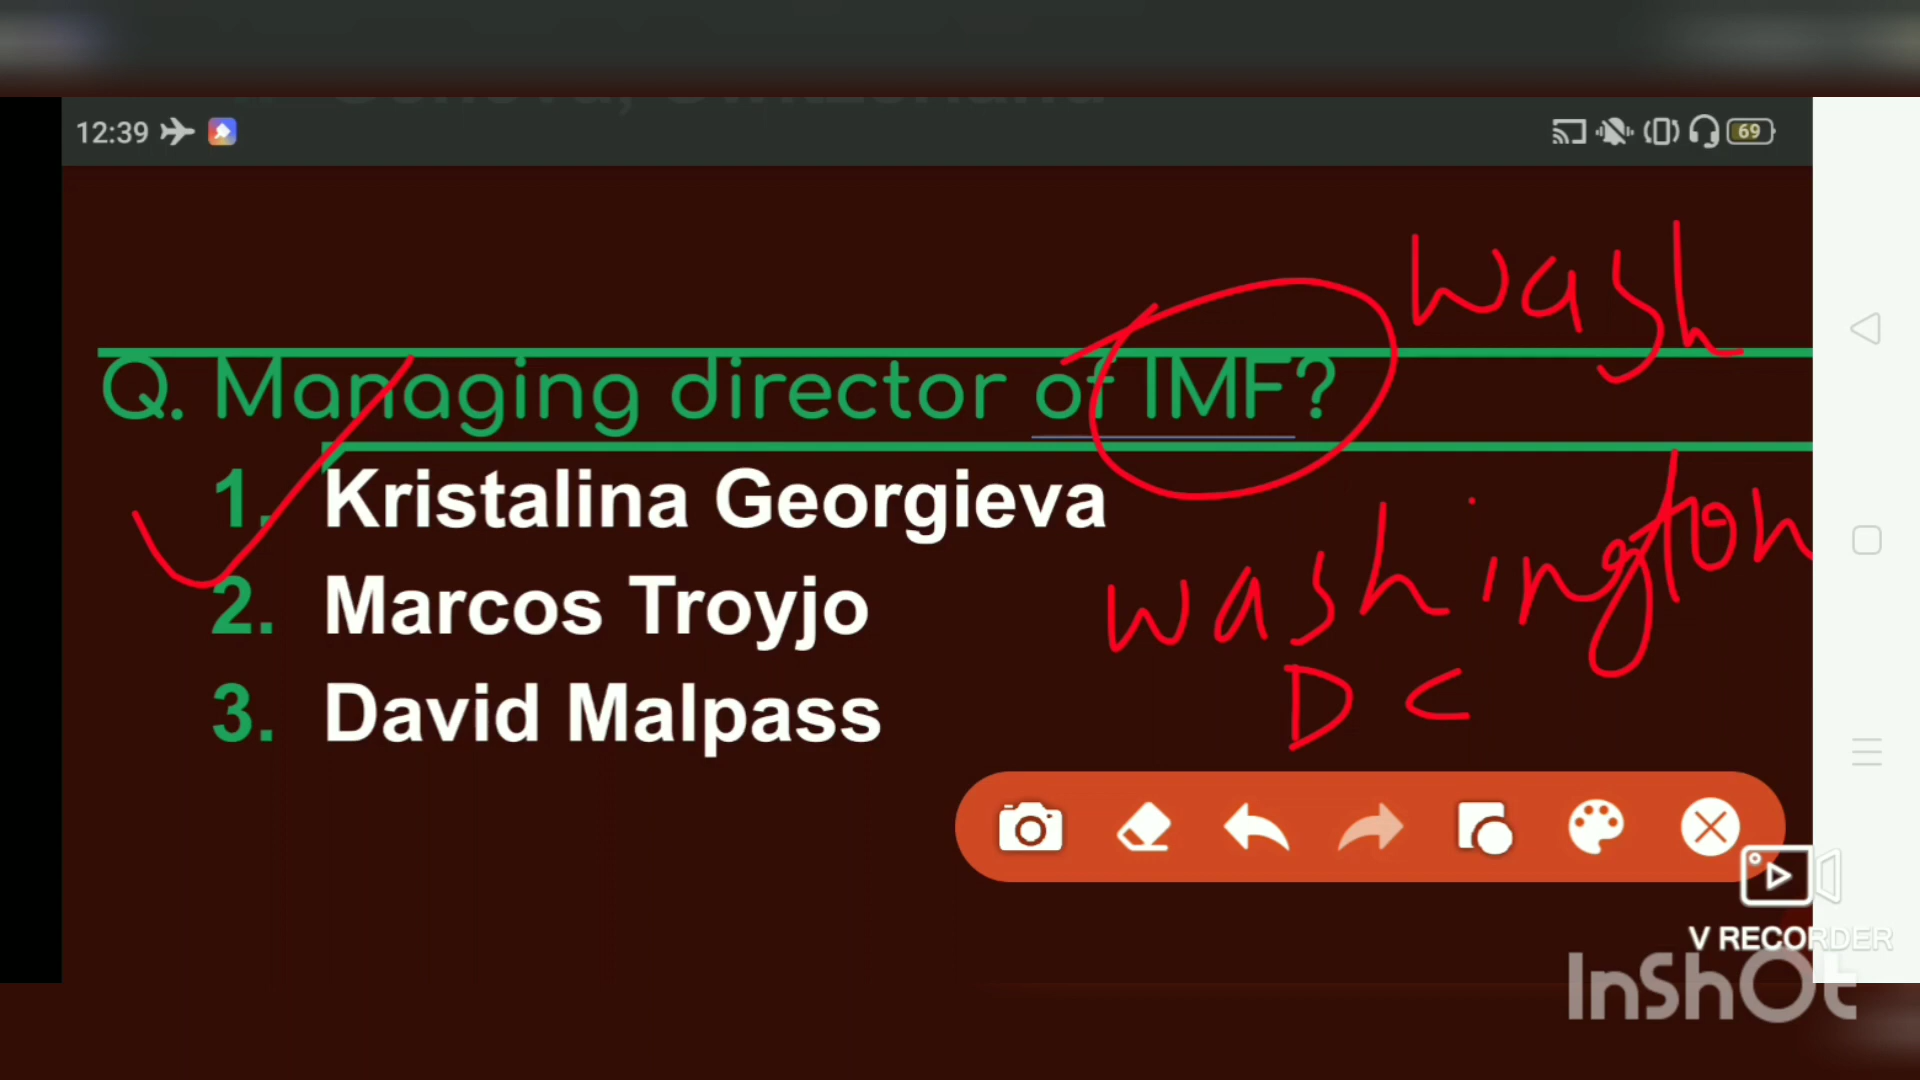 12:39
69
wash
Q. Managing director of IMF?
1. Kristalina Georgieva
2. Marcos Troyjo
3. David Malpass
washington
DC
V RECORDER
InShOt